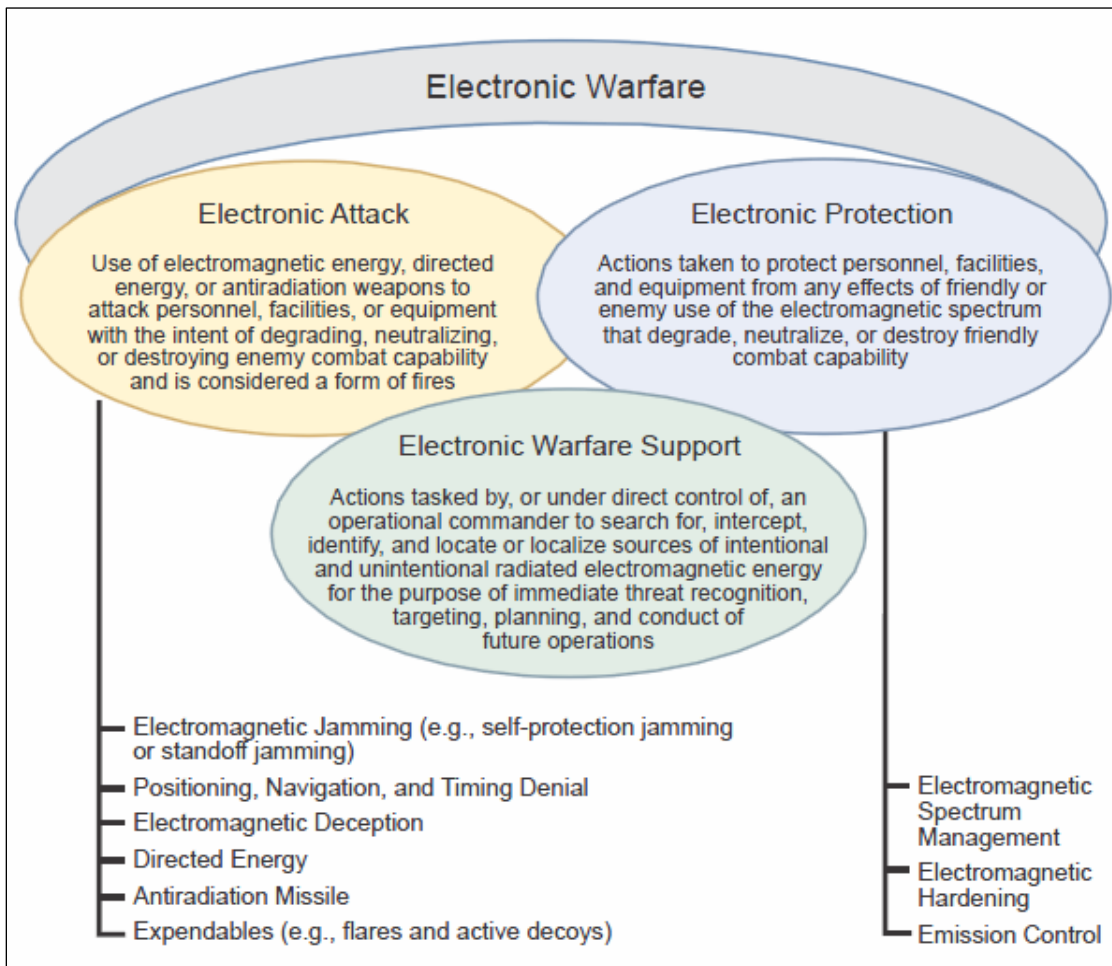 Electronic Warfare
Electronic Attack
Use of electromagnetic energy, directed
energy, or antiradiation weapons to
attack personnel, facilities, or equipment
with the intent of degrading, neutralizing,
or destroying enemy combat capability
and is considered a form of fires
Electronic Protection
Actions taken to protect personnel, facilities,
and equipment from any effects of friendly or
enemy use of the electromagnetic spectrum
that degrade, neutralize, or destroy friendly
combat capability
Electronic Warfare Support
Actions tasked by, or under direct control of, an
operational commander to search for, intercept,
identify, and locate or localize sources of intentional
and unintentional radiated electromagnetic energy
for the purpose of immediate threat recognition,
targeting, planning, and conduct of
future operations
Electromagnetic Jamming (e.g., self-protection jamming
or standoff jamming)
Positioning, Navigation, and Timing Denial
Electromagnetic Deception
Directed Energy
Antiradiation Missile
Expendables (e.g., flares and active decoys)
Electromagnetic
Spectrum
Management
Electromagnetic
Hardening
Emission Control